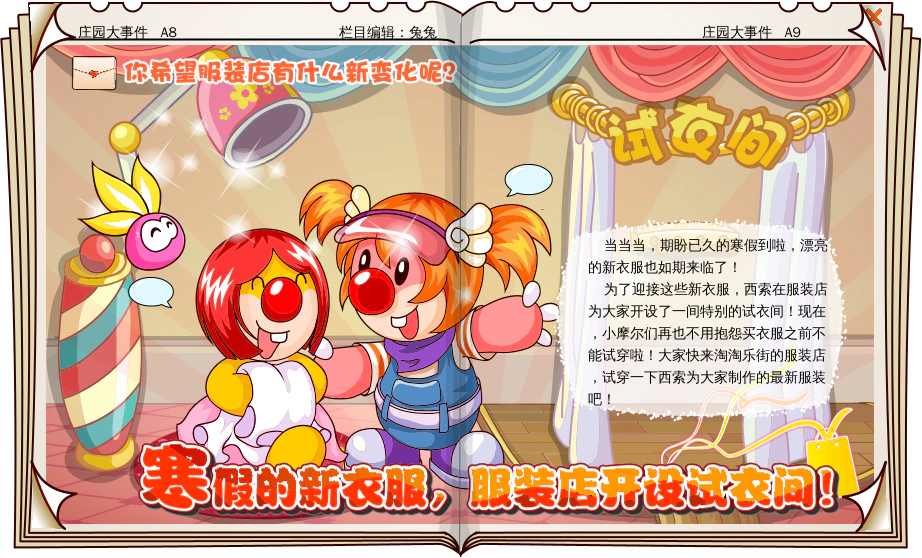 庄园大事件 A8
栏目编辑：兔兔
庄园大事件 A9
你希望服装店有什么新变化呢？
试衣间
当当当，期盼已久的寒假到啦，漂亮
的新衣服也如期来临了！
为了迎接这些新衣服，西索在服装店
为大家开设了一间特别的试衣间！现在
，小摩尔们再也不用抱怨买衣服之前不
能试穿啦！大家快来淘淘乐街的服装店
，试穿一下西索为大家制作的最新服装
吧！
寒假的新衣服，服装店开设试衣间！